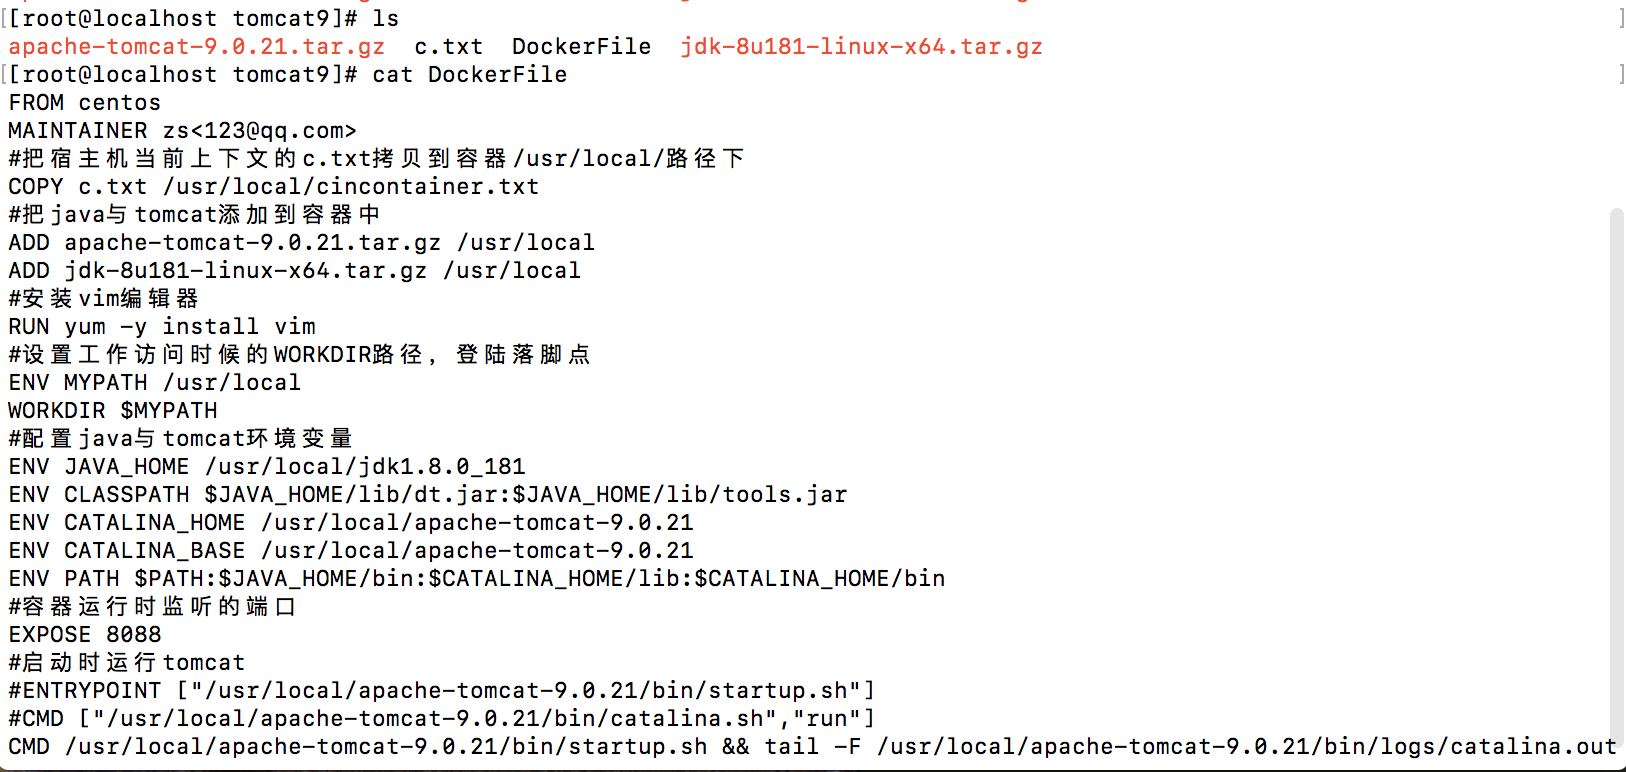 [[root@localhost tomcat9]# ls ]
apache-tomcat-9.0.21.tar.gz  c.txt  DockerFile  jdk-8u181-linux-x64.tar.gz
[[root@localhost tomcat9]# cat DockerFile ]
FROM centos
MAINTAINER zs<123@qq.com>
#把宿主机当前上下文的c.txt拷贝到容器/usr/local/路径下
COPY c.txt /usr/local/cincontainer.txt
#把java与tomcat添加到容器中
ADD apache-tomcat-9.0.21.tar.gz /usr/local
ADD jdk-8u181-linux-x64.tar.gz /usr/local
#安装vim编辑器
RUN yum -y install vim
#设置工作访问时候的WORKDIR路径，登陆落脚点
ENV MYPATH /usr/local
WORKDIR $MYPATH
#配置java与tomcat环境变量
ENV JAVA_HOME /usr/local/jdk1.8.0_181
ENV CLASSPATH $JAVA_HOME/lib/dt.jar:$JAVA_HOME/lib/tools.jar
ENV CATALINA_HOME /usr/local/apache-tomcat-9.0.21
ENV CATALINA_BASE /usr/local/apache-tomcat-9.0.21
ENV PATH $PATH:$JAVA_HOME/bin:$CATALINA_HOME/lib:$CATALINA_HOME/bin
#容器运行时监听的端口
EXPOSE 8088
#启动时运行tomcat
#ENTRYPOINT ["/usr/local/apache-tomcat-9.0.21/bin/startup.sh"]
#CMD ["/usr/local/apache-tomcat-9.0.21/bin/catalina.sh","run"]
CMD /usr/local/apache-tomcat-9.0.21/bin/startup.sh && tail -F /usr/local/apache-tomcat-9.0.21/bin/logs/catalina.out